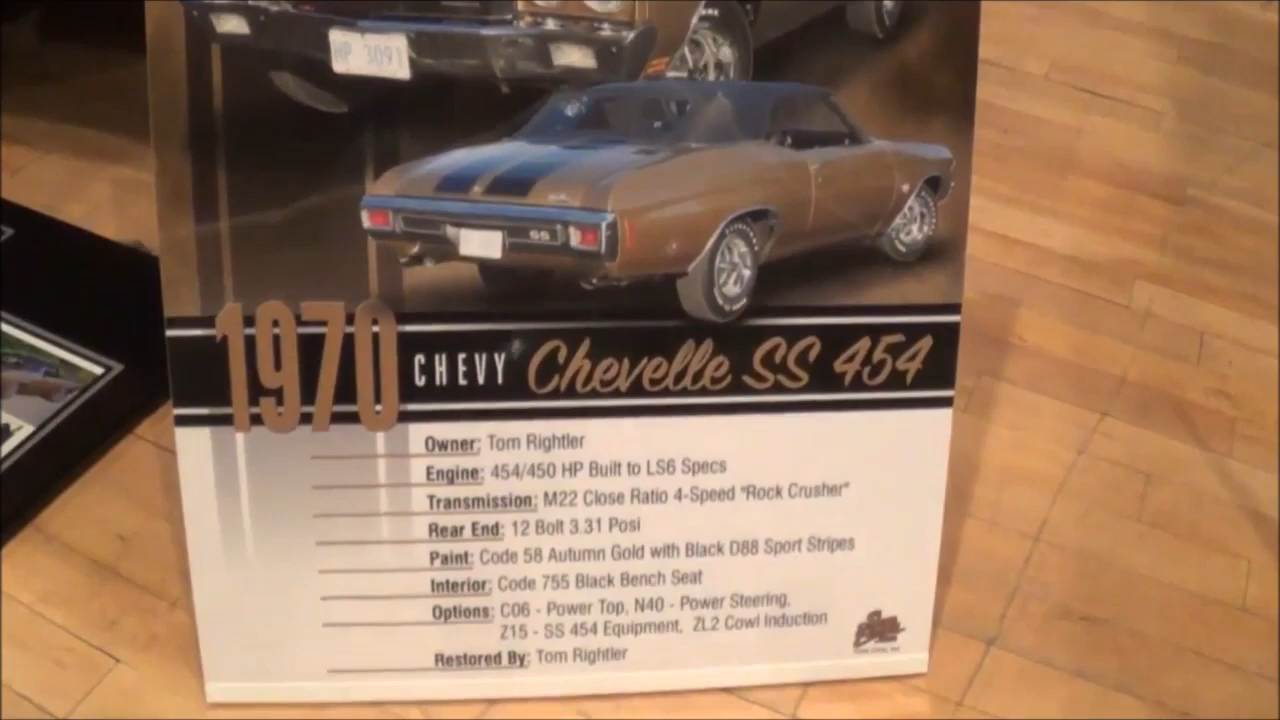 HP 3091
SS
1970 CHEVY Chevelle SS 454
Owner: Tom Rightler
Engine: 454/450 HP Built to LS6 Specs
Transmission: M22 Close Ratio 4-Speed "Rock Crusher"
Rear End: 12 Bolt 3.31 Posi
Paint: Code 58 Autumn Gold with Black D88 Sport Stripes
Interior: Code 755 Black Bench Seat
Options: C06 - Power Top, N40 - Power Steering,
Z15 - SS 454 Equipment, ZL2 Cowl Induction
Restored By: Tom Rightler